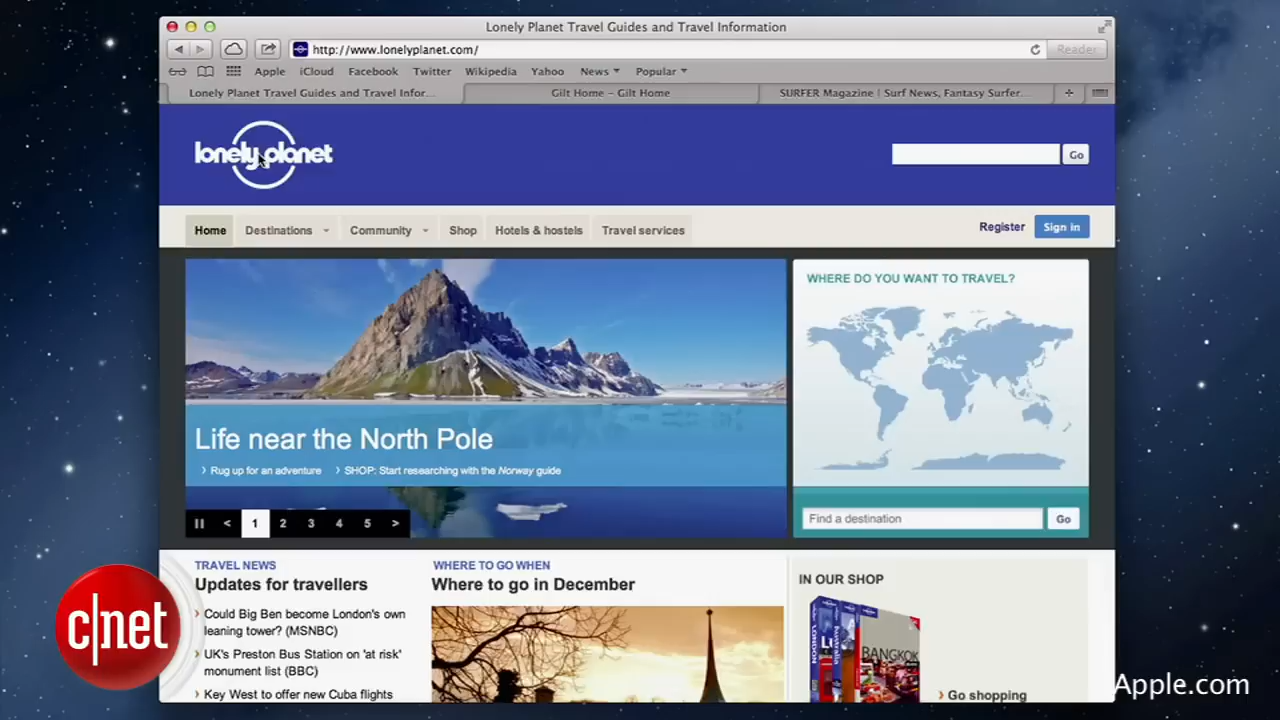 Lonely Planet Travel Guides and Travel Information
http://www.lonelyplanet.com/
Reader
Apple iCloud Facebook Twitter Wikipedia Yahoo News Popular
Lonely Planet Travel Guides and Travel Infor...
Gilt Home – Gilt Home
SURFER Magazine | Surf News, Fantasy Surfer...
+
lonely planet
Go
Home Destinations Community Shop Hotels & hostels Travel services
Register Sign in
WHERE DO YOU WANT TO TRAVEL?
Life near the North Pole
› Rug up for an adventure › SHOP: Start researching with the Norway guide
< 1 2 3 4 5 >
Find a destination Go
TRAVEL NEWS
Updates for travellers
› Could Big Ben become London's own
leaning tower? (MSNBC)
› UK's Preston Bus Station on 'at risk'
monument list (BBC)
› Key West to offer new Cuba flights
WHERE TO GO WHEN
Where to go in December
IN OUR SHOP
LONDON
Australia
BANGKOK
› Go shopping
c|net
Apple.com